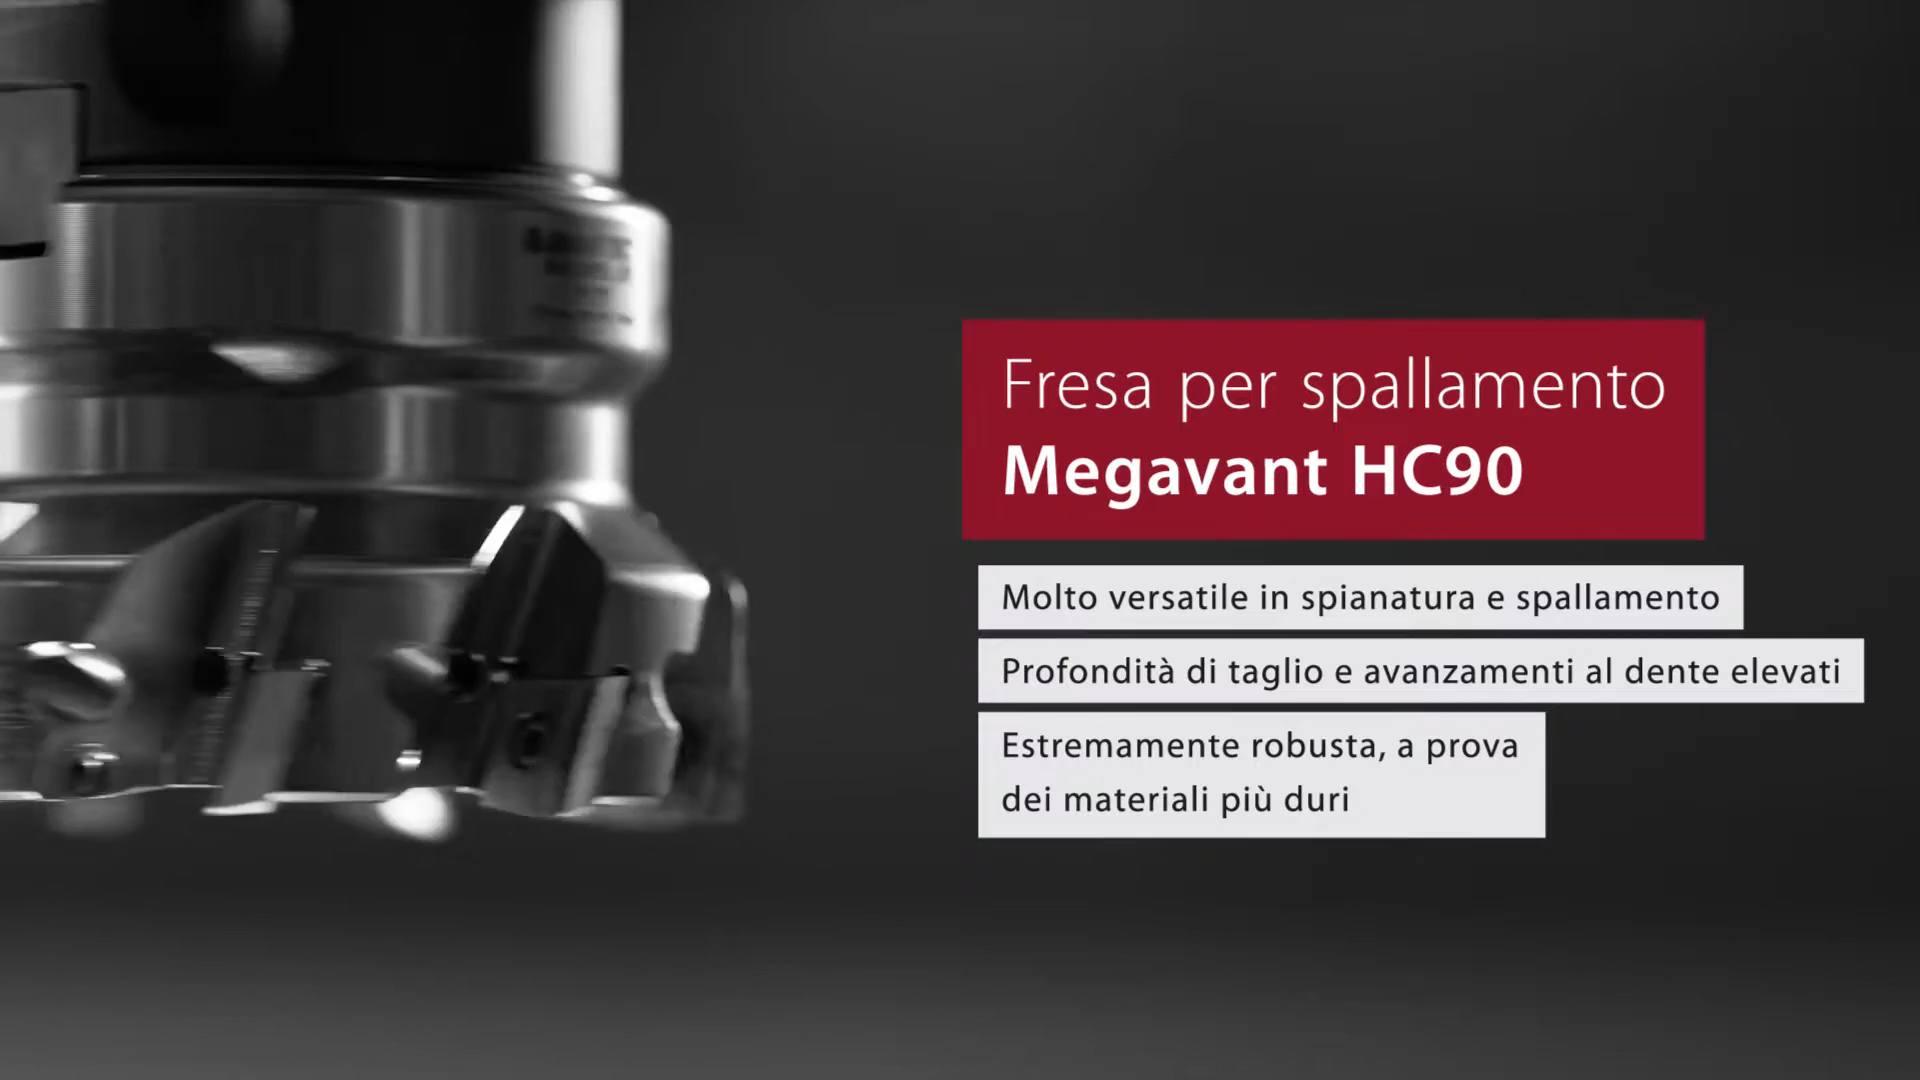 Fresa per spallamento
Megavant HC90
Molto versatile in spianatura e spallamento
Profondità di taglio e avanzamenti al dente elevati
Estremamente robusta, a prova
dei materiali più duri